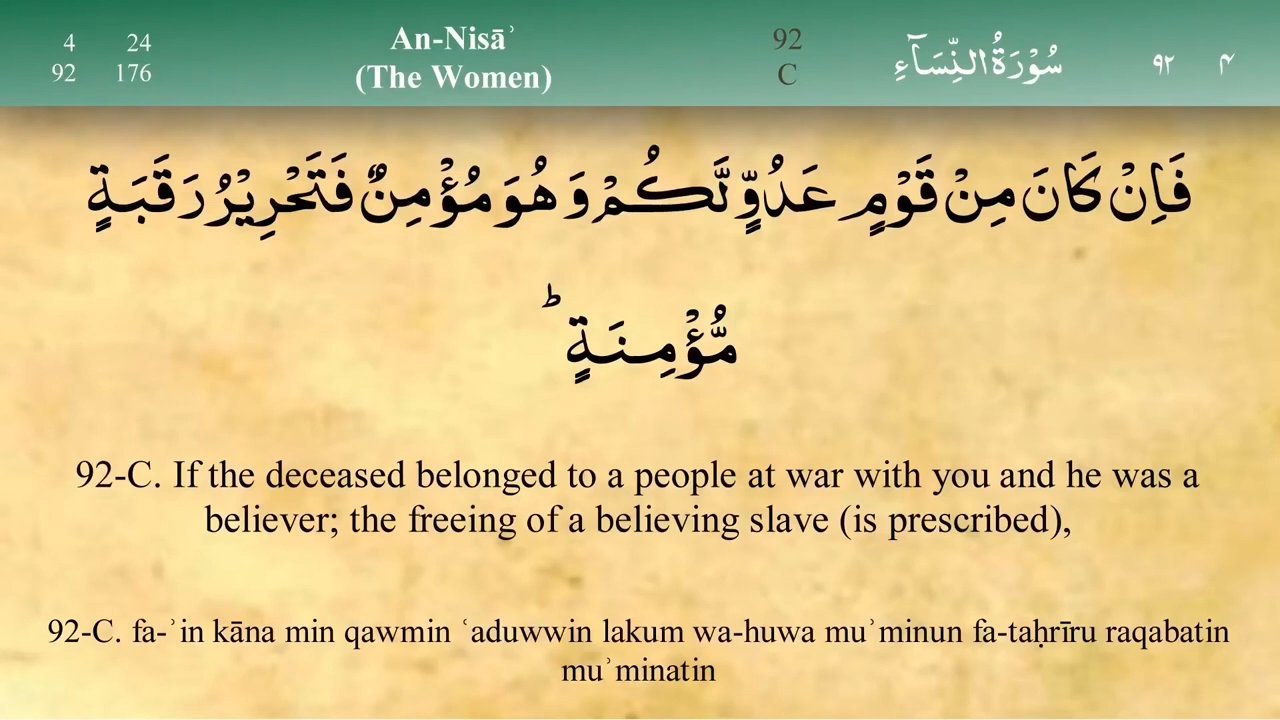 4 24
92 176
An-Nisāʾ
(The Women)
92
C
سُوْرَةُ النِّسَآءِ
٩٢ ٤
فَاِنْ كَانَ مِنْ قَوْمٍ عَدُوٍّ لَّكُمْ وَ هُوَ مُؤْمِنٌ فَتَحْرِيْرُ رَقَبَةٍ
مُّؤْمِنَةٍ ؕ
92-C. If the deceased belonged to a people at war with you and he was a
believer; the freeing of a believing slave (is prescribed),
92-C. fa-ʾin kāna min qawmin ʿaduwwin lakum wa-huwa muʾminun fa-taḥrīru raqabatin
muʾminatin